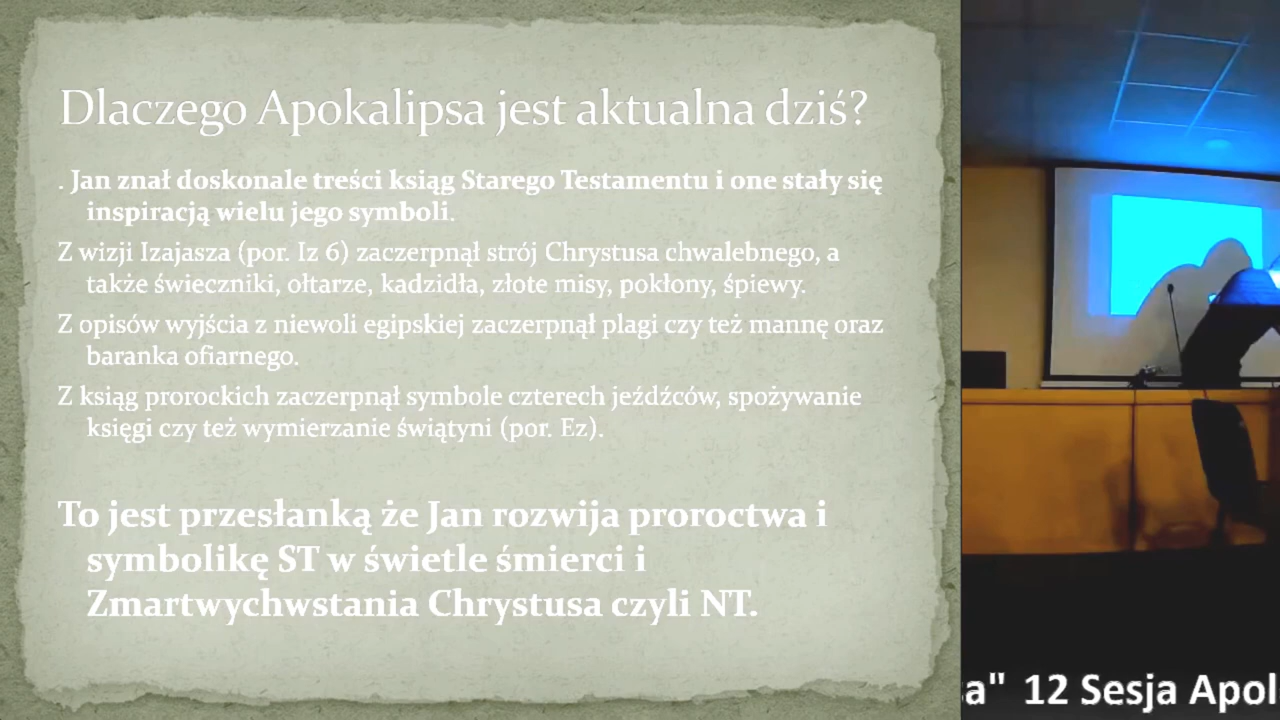 Dlaczego Apokalipsa jest aktualna dziś?
. Jan znał doskonale treści ksiąg Starego Testamentu i one stały się
inspiracją wielu jego symboli.
Z wizji Izajasza (por. Iz 6) zaczerpnął strój Chrystusa chwalebnego, a
także świeczniki, ołtarze, kadzidła, złote misy, pokłony, śpiewy.
Z opisów wyjścia z niewoli egipskiej zaczerpnął plagi czy też mannę oraz
baranka ofiarnego.
Z ksiąg prorockich zaczerpnął symbole czterech jeźdźców, spożywanie
księgi czy też wymierzanie świątyni (por. Ez).
To jest przesłanką że Jan rozwija proroctwa i
symbolikę ST w świetle śmierci i
Zmartwychwstania Chrystusa czyli NT.
sa" 12 Sesja Apol